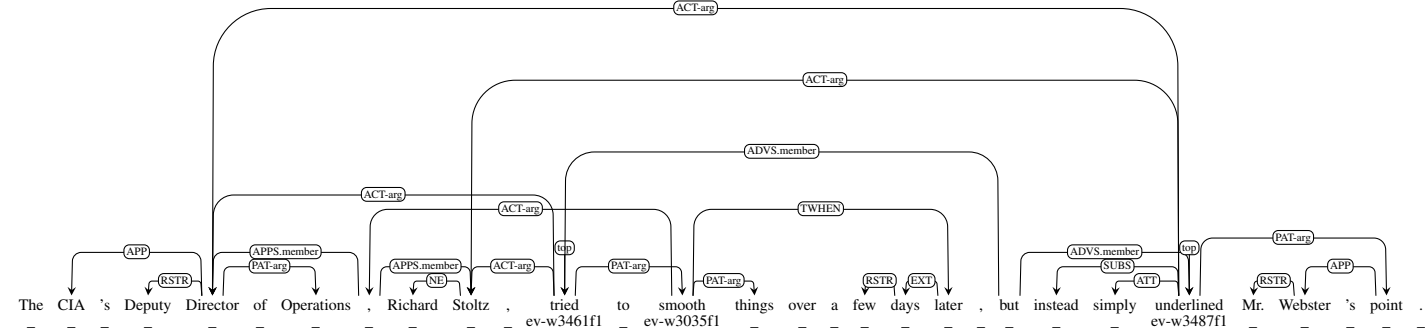 ACT-arg
ACT-arg
ADVS.member
ACT-arg
ACT-arg TWHEN
PAT-arg
APP APPS.member top ADVS.member top
PAT-arg APPS.member ACT-arg PAT-arg SUBS APP
RSTR NE PAT-arg RSTR EXT ATT RSTR
The CIA 's Deputy Director of Operations , Richard Stoltz , tried to smooth things over a few days later , but instead simply underlined Mr. Webster 's point .
_ _ _ _ _ _ _ _ _ _ _ ev-w3461f1 _ ev-w3035f1 _ _ _ _ _ _ _ _ _ _ ev-w3487f1 _ _ _ _ _